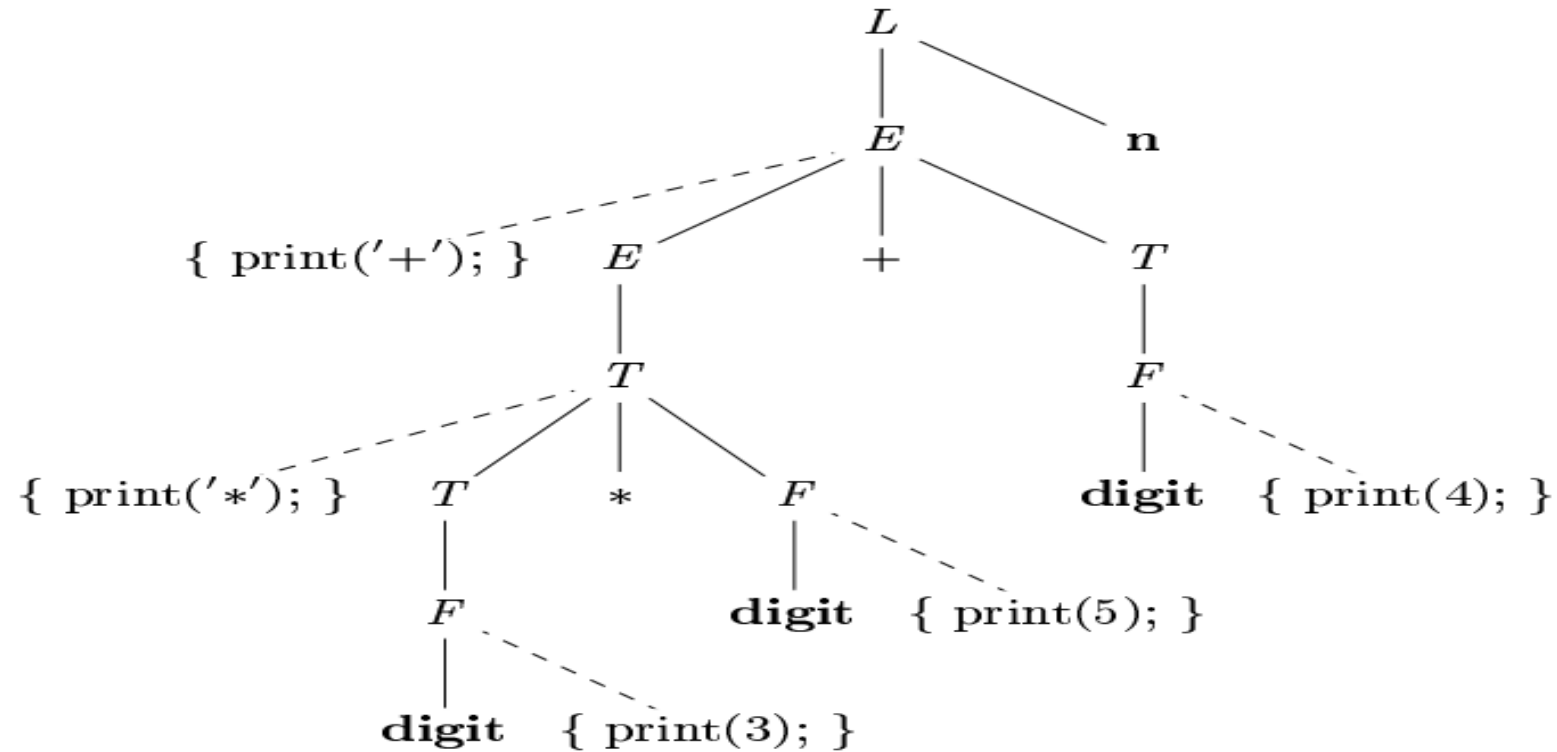 L
E n
{ print('+'); } E + T
T F
{ print('*'); } T * F digit { print(4); }
F digit { print(5); }
digit { print(3); }